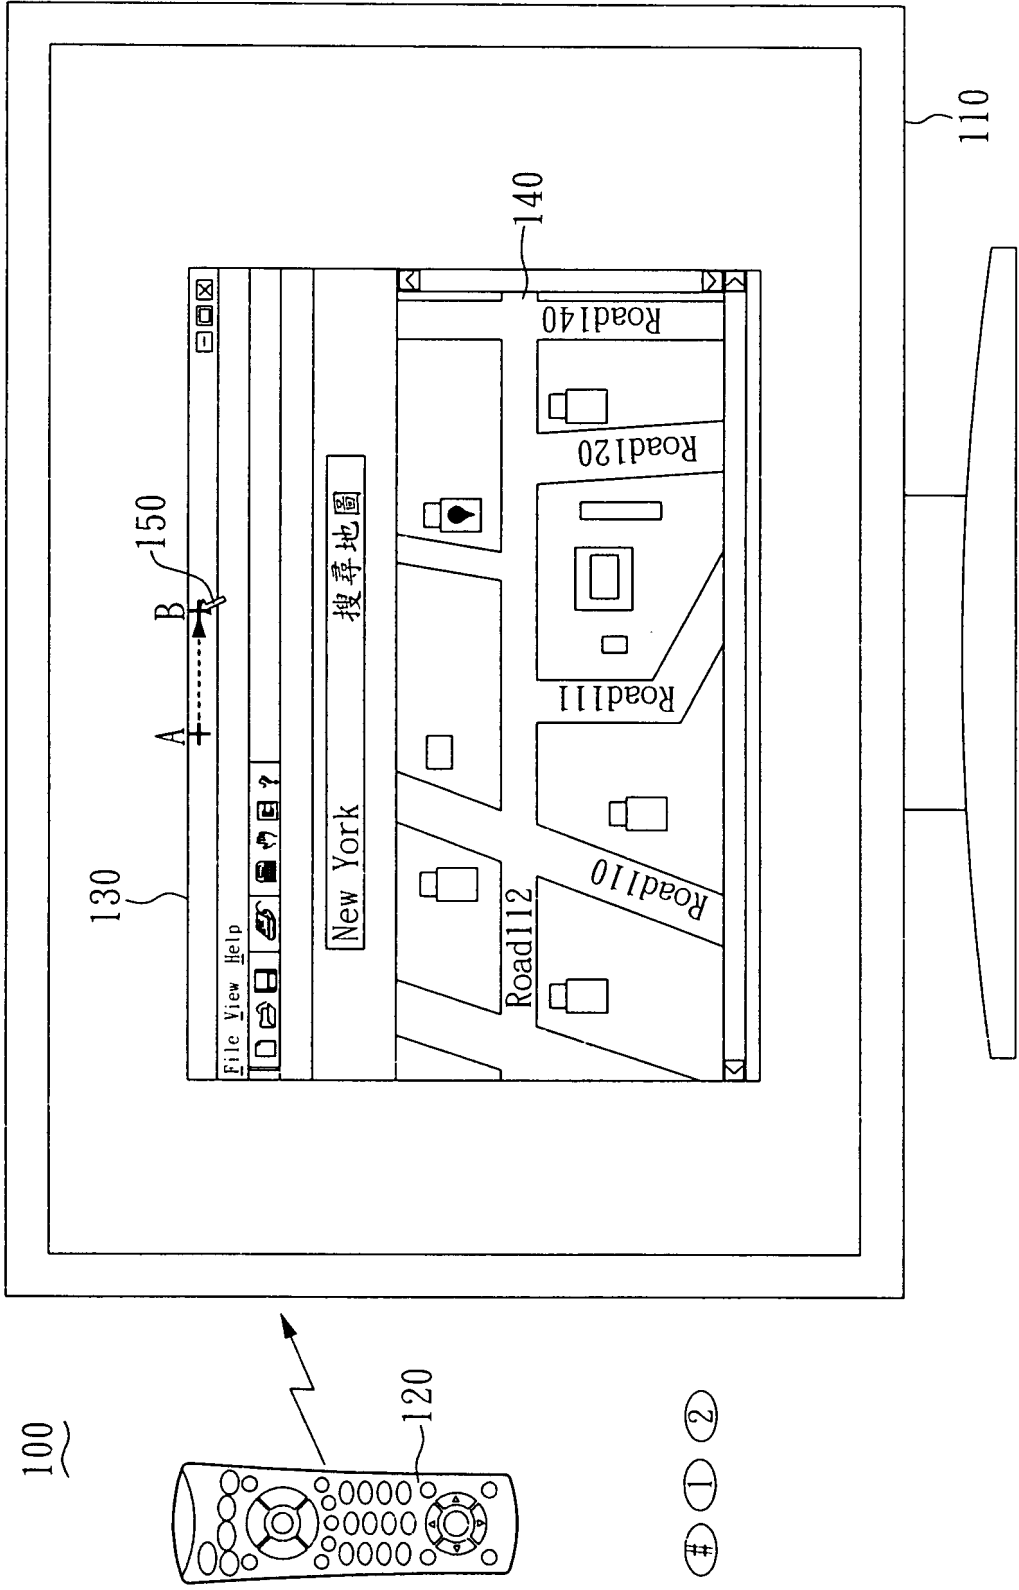 100
120
# 1 2
130
A B
150
File View Help
New York 搜尋地圖
140
Road112
Road110
Road111
Road120
Road140
110